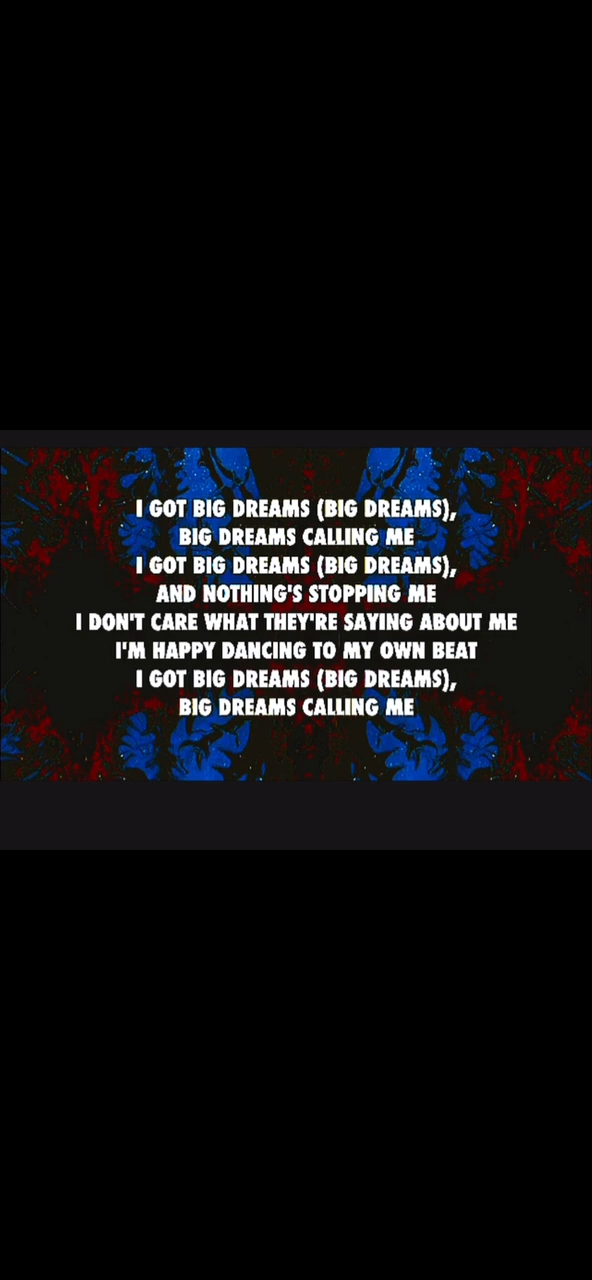 I GOT BIG DREAMS (BIG DREAMS),
BIG DREAMS CALLING ME
I GOT BIG DREAMS (BIG DREAMS),
AND NOTHING'S STOPPING ME
I DON'T CARE WHAT THEY'RE SAYING ABOUT ME
I'M HAPPY DANCING TO MY OWN BEAT
I GOT BIG DREAMS (BIG DREAMS),
BIG DREAMS CALLING ME